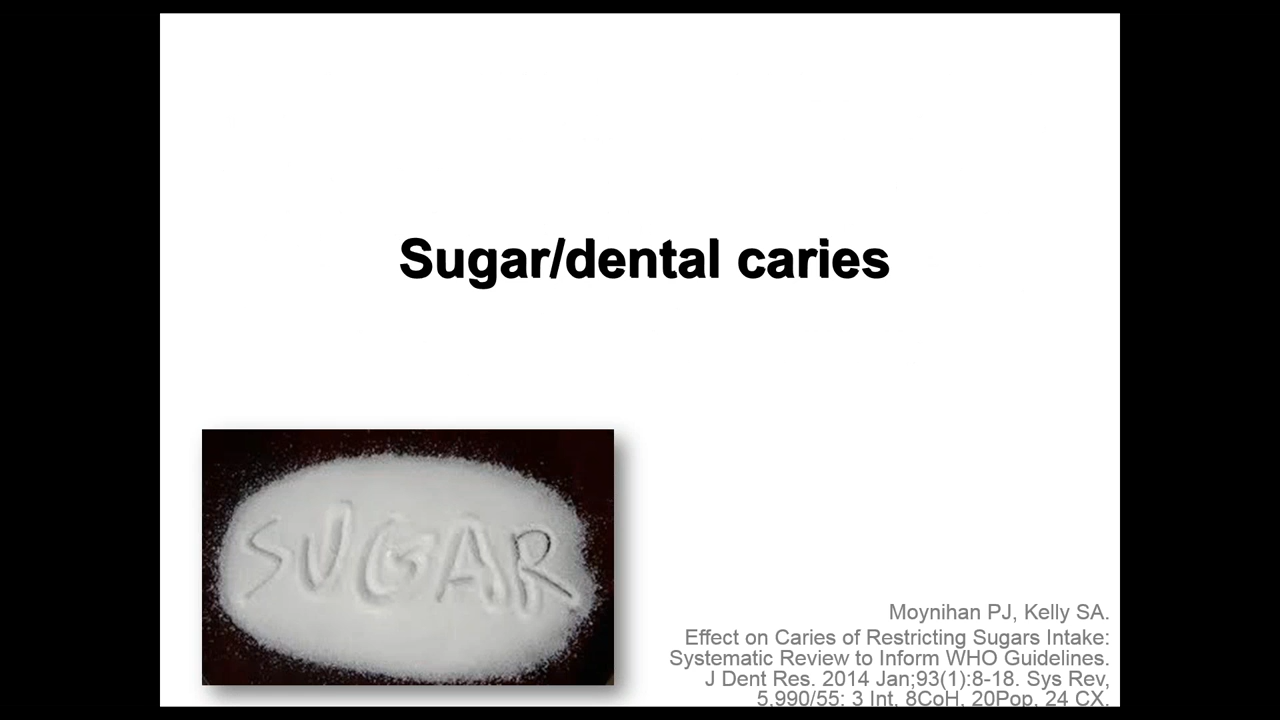 Sugar/dental caries
SUGAR
Moynihan PJ, Kelly SA.
Effect on Caries of Restricting Sugars Intake:
Systematic Review to Inform WHO Guidelines.
J Dent Res. 2014 Jan;93(1):8-18. Sys Rev,
5,990/55: 3 Int, 8CoH, 20Pop, 24 CX.